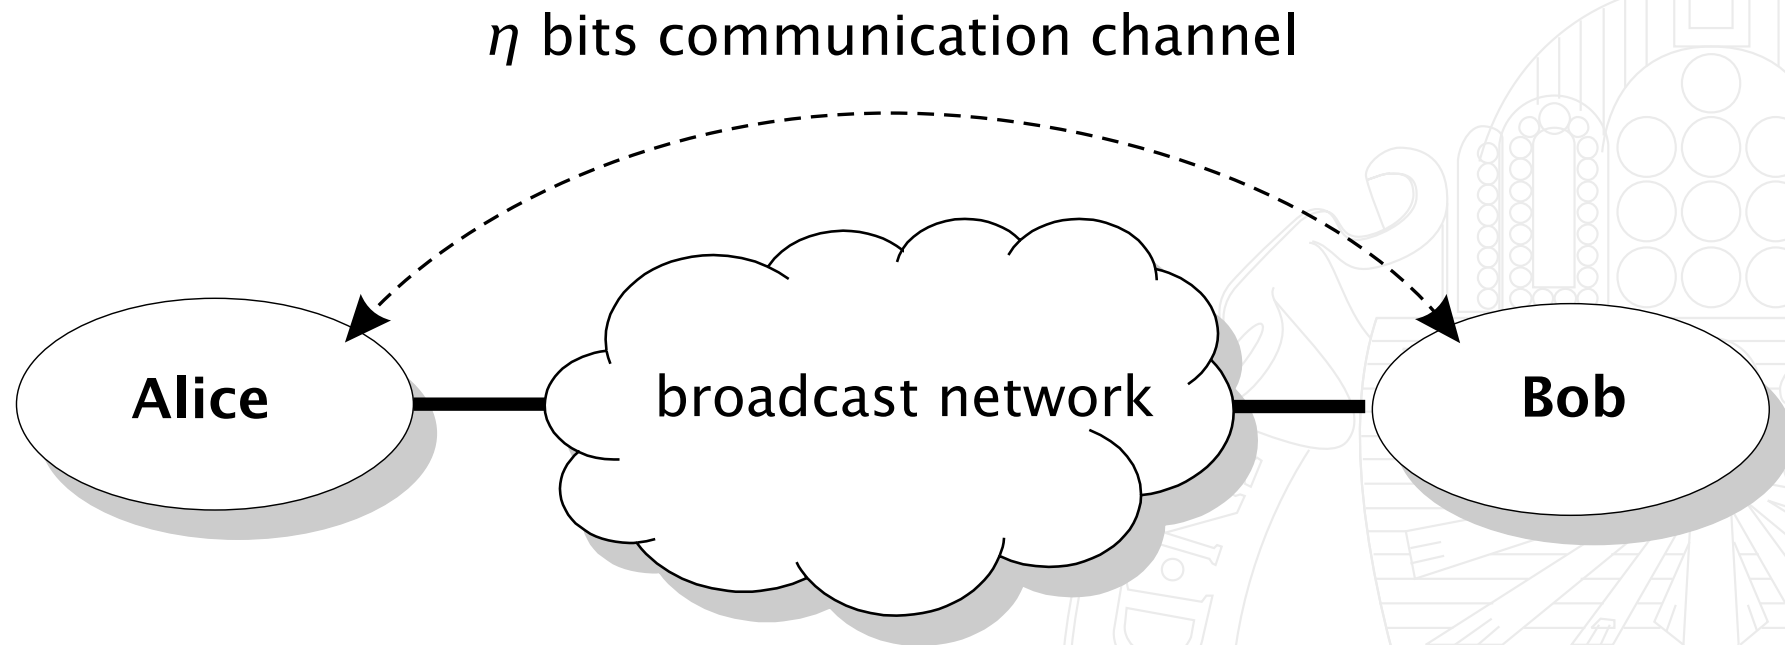 η bits communication channel
Alice
broadcast network
Bob